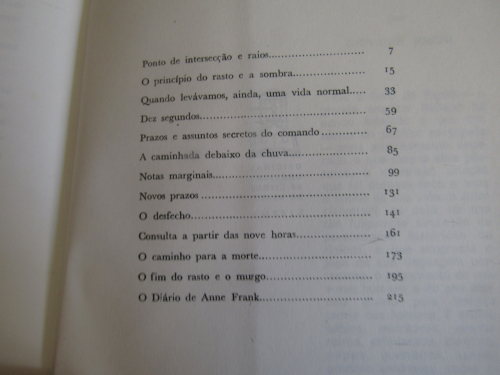 Ponto de intersecção e raios............................ 7
O princípio do rasto e a sombra..................... 15
Quando levávamos, ainda, uma vida normal..... 33
Dez segundos.................................................. 59
Prazos e assuntos secretos do comando............. 67
A caminhada debaixo da chuva....................... 85
Notas marginais............................................... 99
Novos prazos.................................................. 131
O desfecho...................................................... 141
Consulta a partir das nove horas.................... 161
O caminho para a morte................................. 173
O fim do rasto e o murgo............................... 195
O Diário de Anne Frank................................. 215